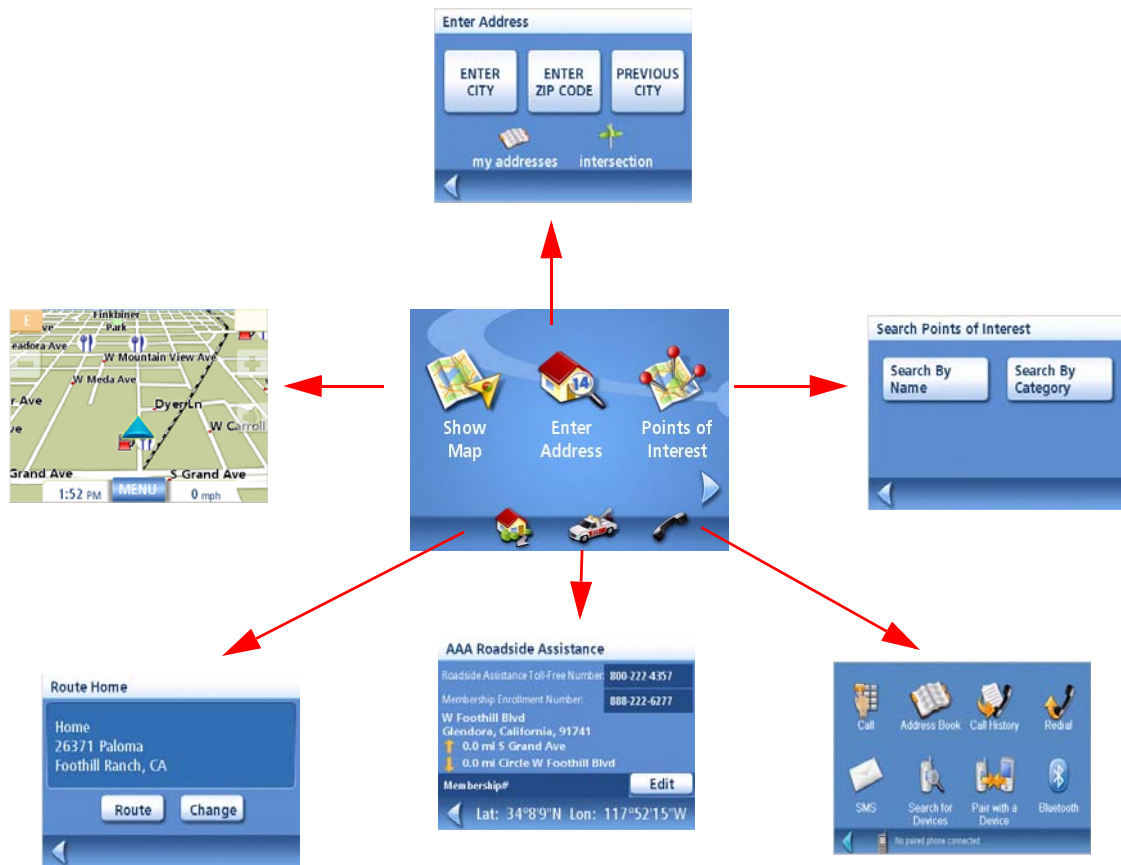 Enter Address
ENTER CITY
ENTER ZIP CODE
PREVIOUS CITY
my addresses
intersection
E
Finkbiner Park
ve
eadora Ave
W Mountain View Ave
W Meda Ave
r Ave
Dyer Ln
ve
W Carroll
Grand Ave
S Grand Ave
1:52 PM
MENU
0 mph
Show Map
Enter Address
14
Points of Interest
Search Points of Interest
Search By Name
Search By Category
Route Home
Home
26371 Paloma
Foothill Ranch, CA
Route
Change
AAA Roadside Assistance
Roadside Assistance Toll-Free Number: 800-222-4357
Membership Enrollment Number: 888-222-6277
W Foothill Blvd
Glendora, California, 91741
0.0 mi S Grand Ave
0.0 mi Circle W Foothill Blvd
Membership#
Edit
Lat: 34°8'9"N Lon: 117°52'15"W
Call
Address Book
Call History
Redial
SMS
Search for Devices
Pair with a Device
Bluetooth
No paired phone connected